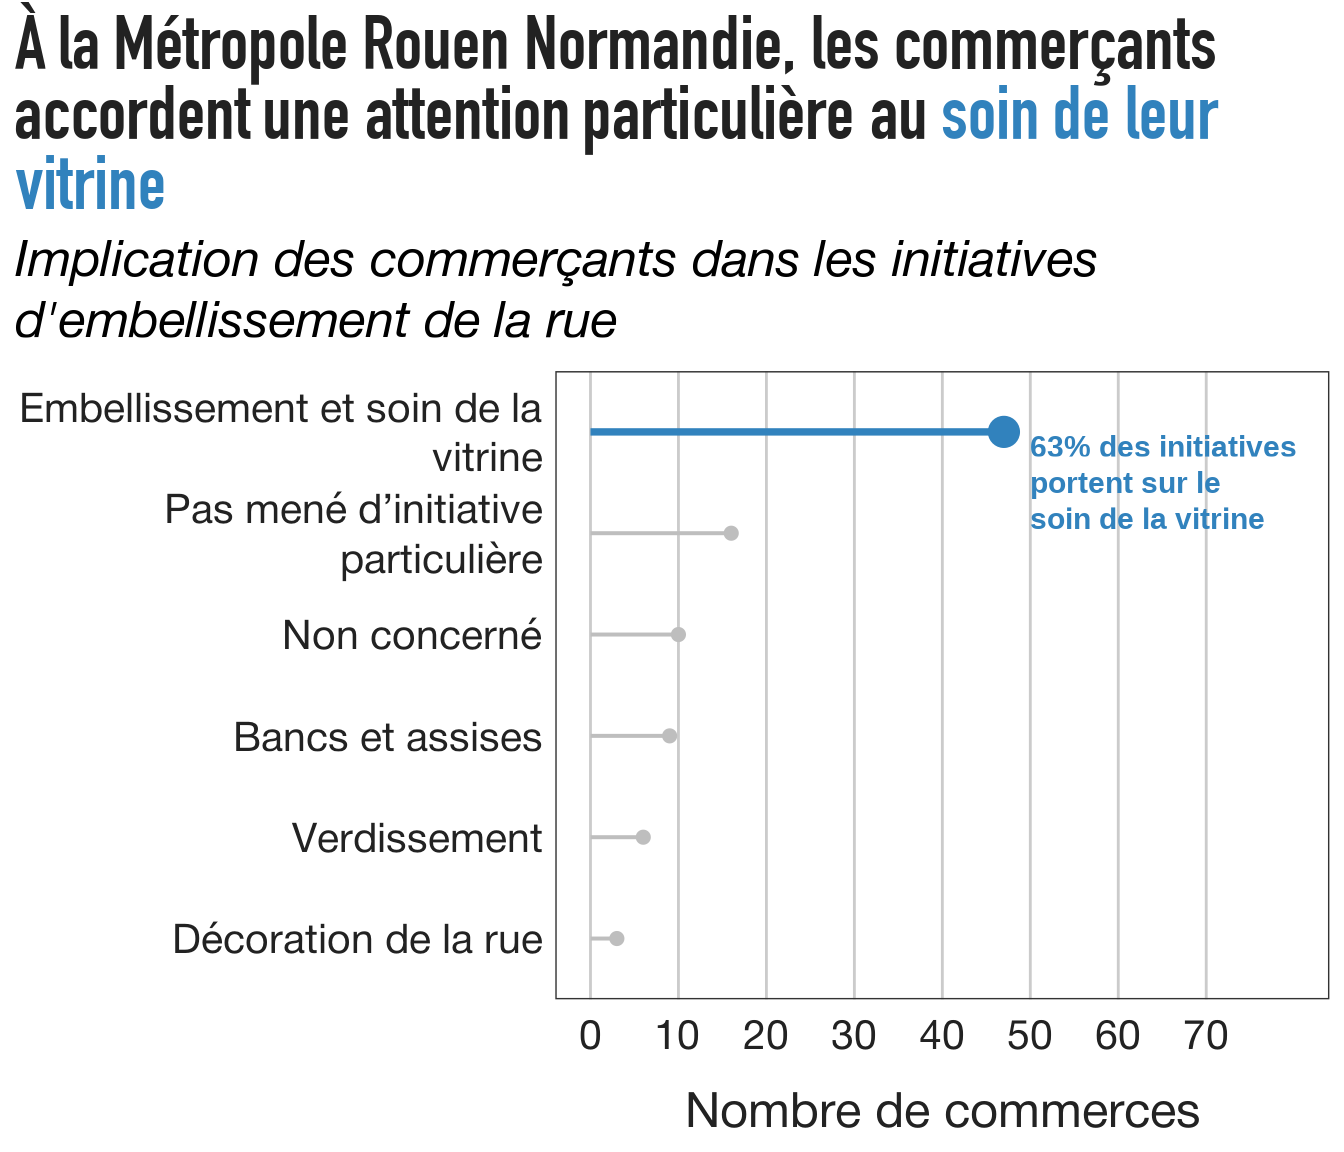 À la Métropole Rouen Normandie, les commerçants
accordent une attention particulière au soin de leur
vitrine
Implication des commerçants dans les initiatives
d'embellissement de la rue
Embellissement et soin de la
vitrine
63% des initiatives
portent sur le
soin de la vitrine
Pas mené d’initiative
particulière
Non concerné
Bancs et assises
Verdissement
Décoration de la rue
0 10 20 30 40 50 60 70
Nombre de commerces